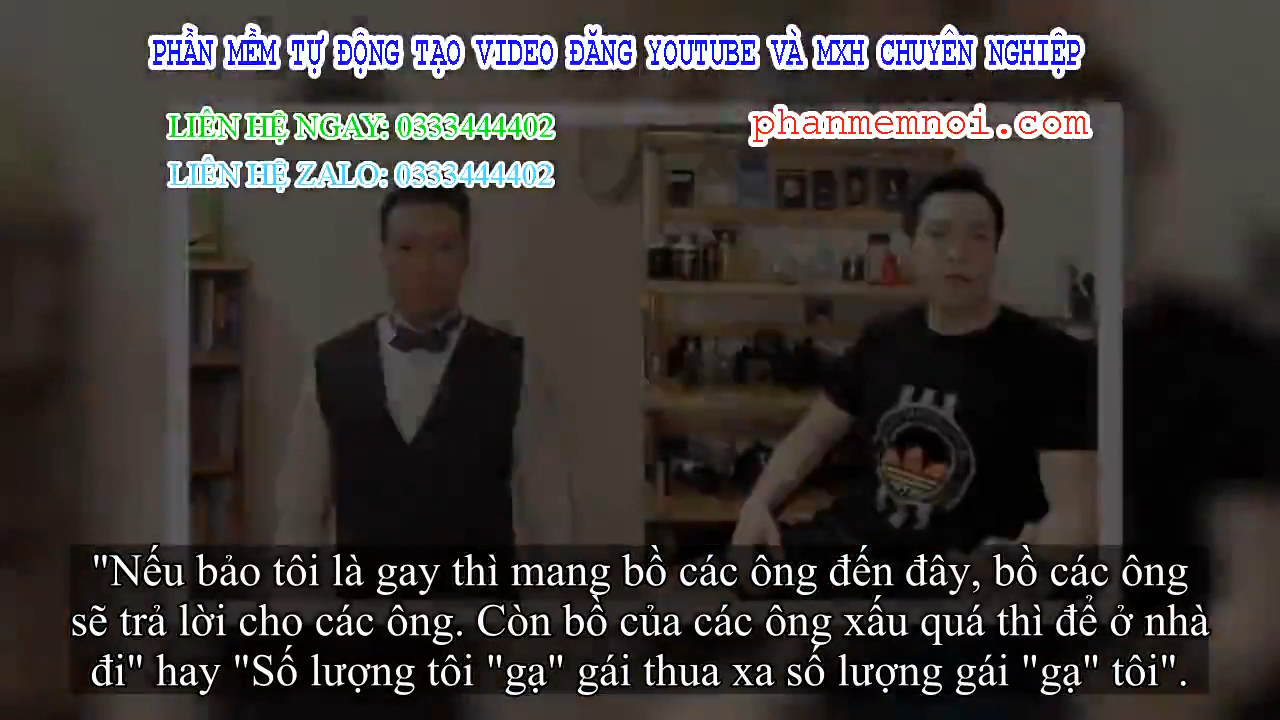 PHẦN MỀM TỰ ĐỘNG TẠO VIDEO ĐĂNG YOUTUBE VÀ MXH CHUYÊN NGHIỆP
LIÊN HỆ NGAY: 0333444402
phanmemnoi.com
LIÊN HỆ ZALO: 0333444402
"Nếu bảo tôi là gay thì mang bồ các ông đến đây, bồ các ông
sẽ trả lời cho các ông. Còn bồ của các ông xấu quá thì để ở nhà
đi" hay "Số lượng tôi "gạ" gái thua xa số lượng gái "gạ" tôi".